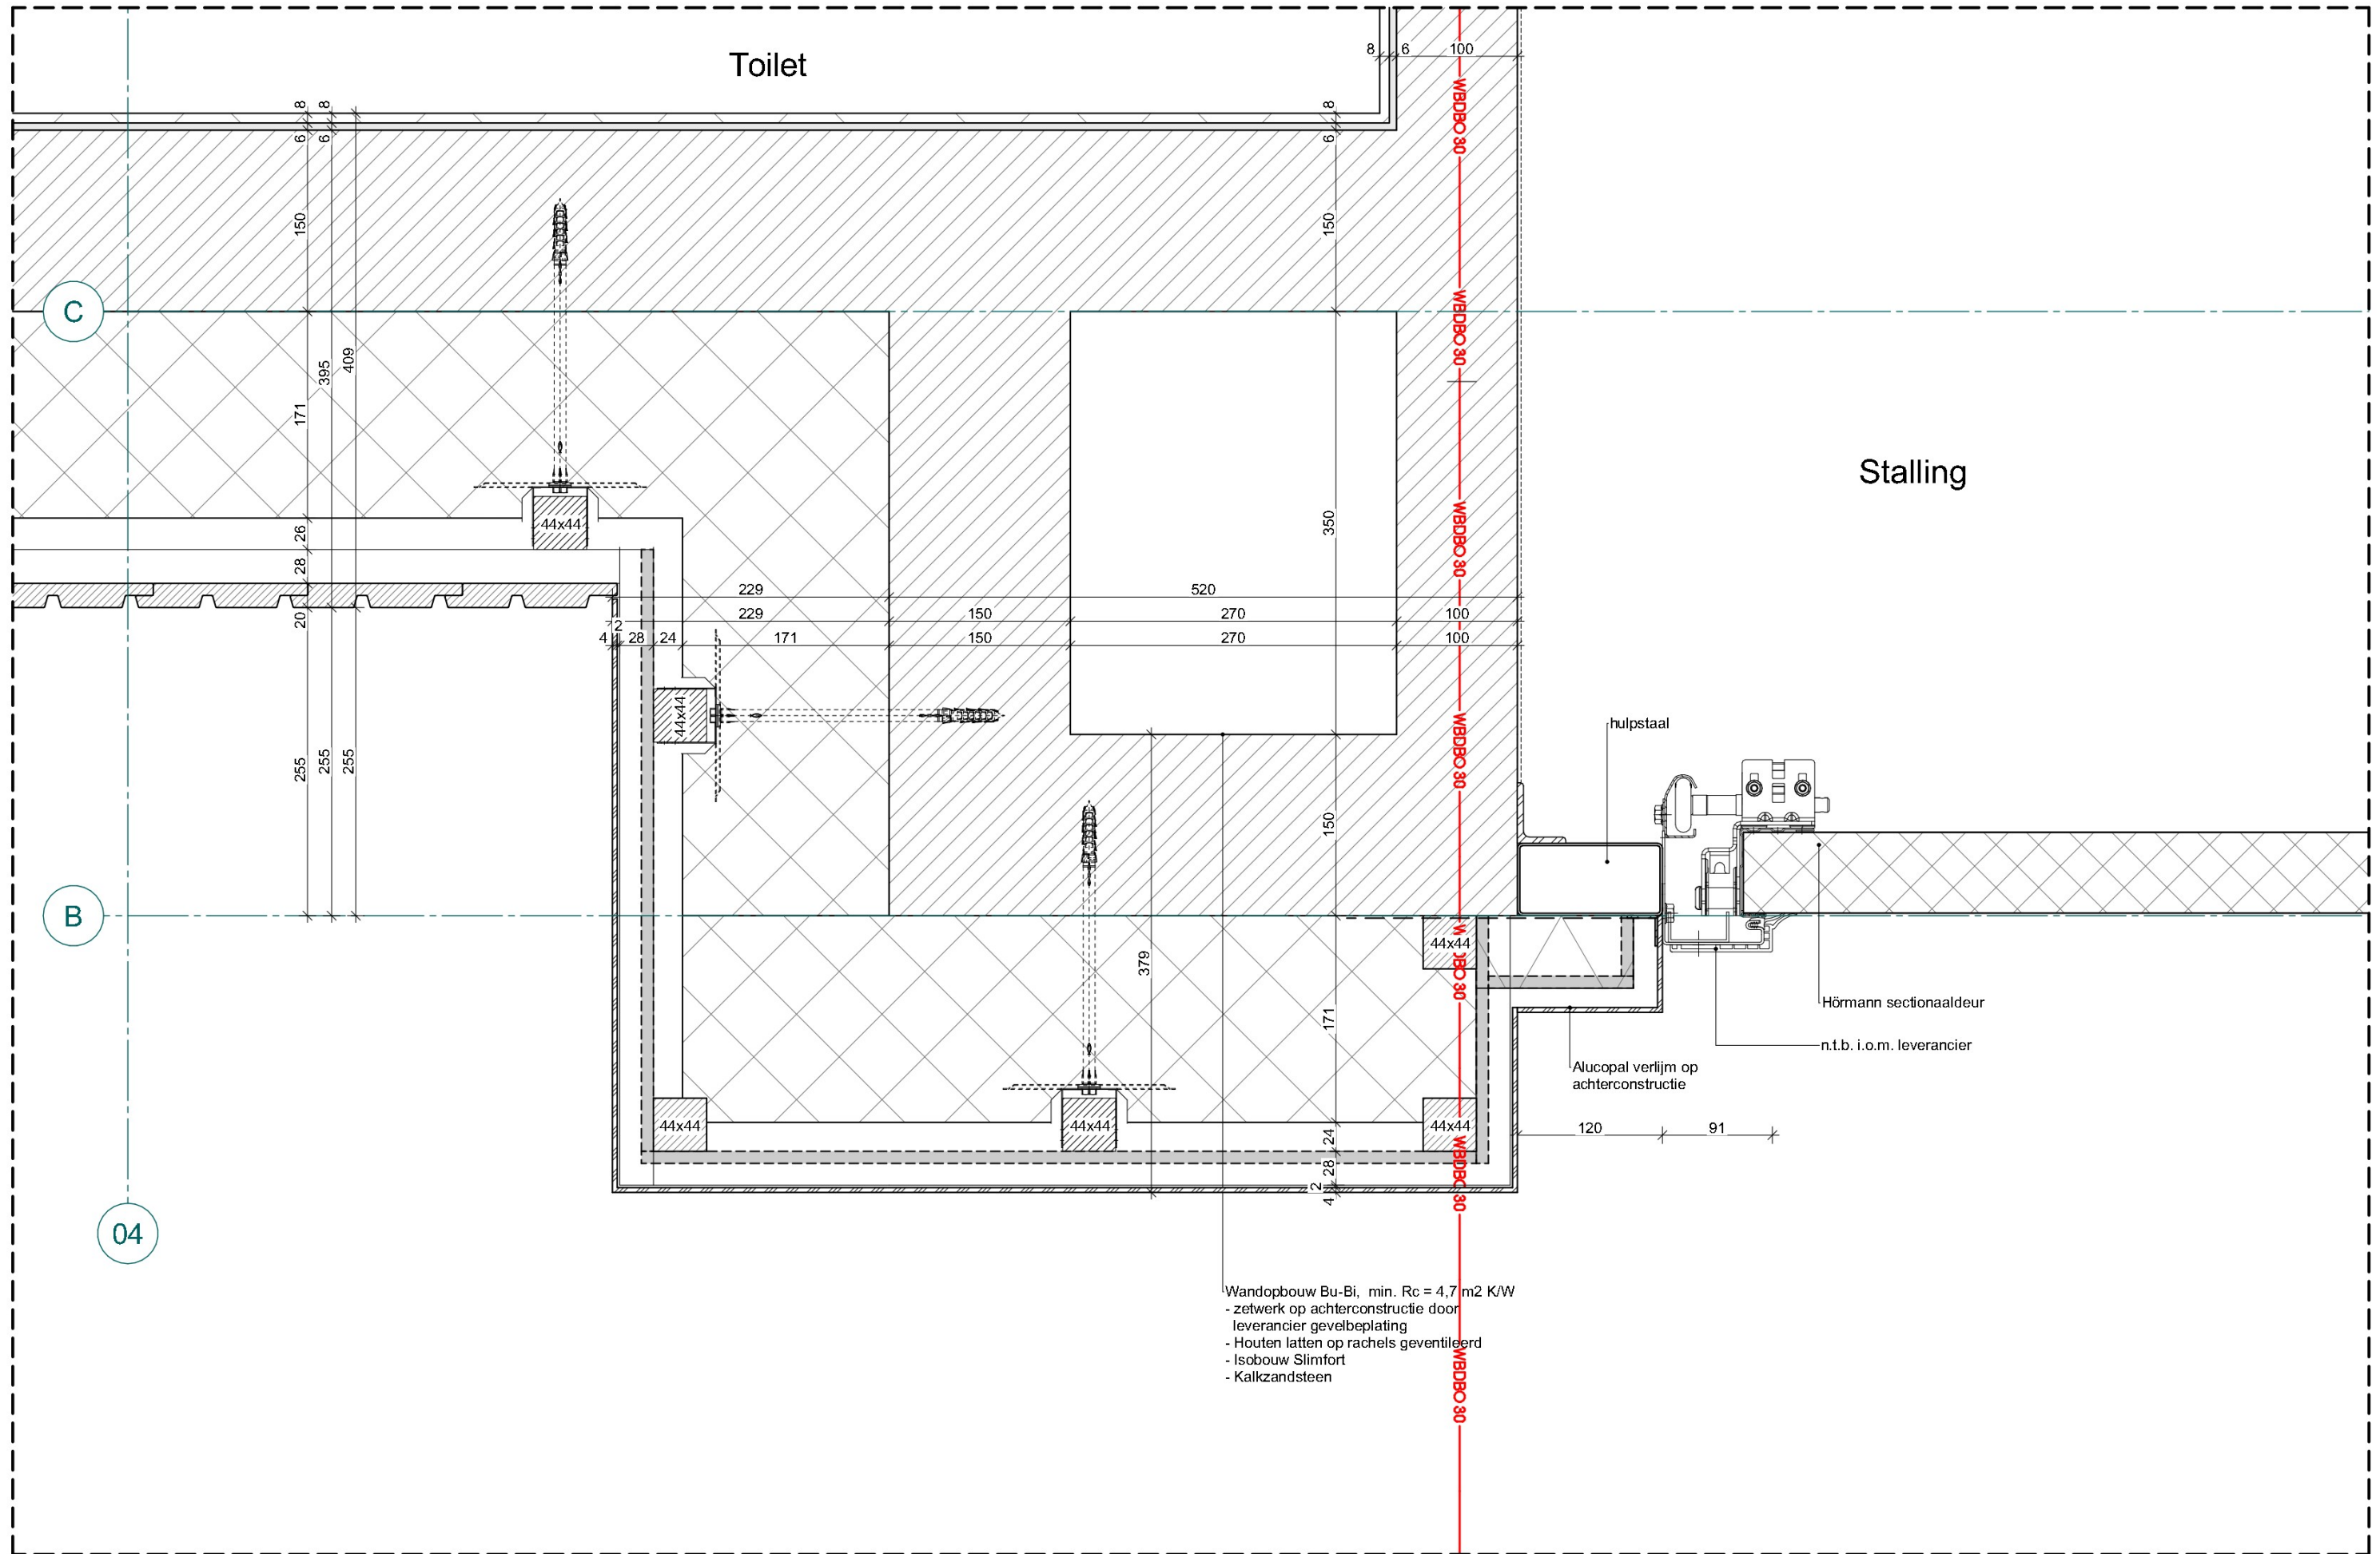 Toilet
8
6
100
8
8
8
6
6
6
150
150
C
395
409
171
350
Stalling
44x44
26
28
20
229
520
229
150
270
100
4
2
28
24
171
150
270
100
44x44
hulpstaal
255
255
255
150
B
44x44
379
171
Hörmann sectionaaldeur
n.t.b. i.o.m. leverancier
Alucopal verlijm op
achterconstructie
44x44
44x44
44x44
120
91
24
28
2
4
04
WBDBO 30
WBDBO 30
WBDBO 30
WBDBO 30
WBDBO 30
WBDBO 30
Wandopbouw Bu-Bi, min. Rc = 4,7 m2 K/W
- zetwerk op achterconstructie door
leverancier gevelbeplating
- Houten latten op rachels geventileerd
- Isobouw Slimfort
- Kalkzandsteen